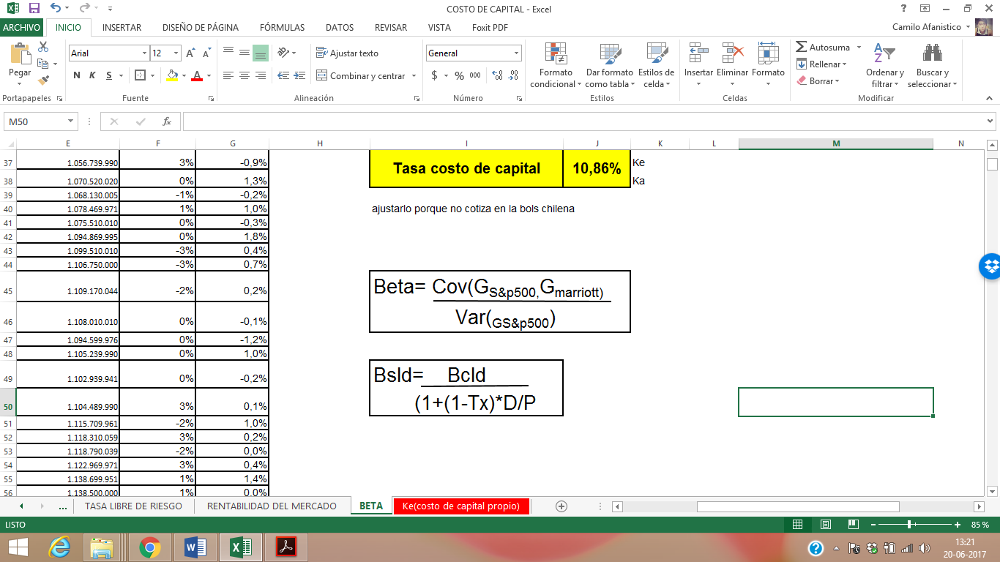 COSTO DE CAPITAL - Excel
ARCHIVO INICIO INSERTAR DISEÑO DE PÁGINA FÓRMULAS DATOS REVISAR VISTA Foxit PDF Camilo Afanistico
Pegar
Arial 12
N K S
Ajustar texto
Combinar y centrar
General
$ % 000
Formato condicional
Dar formato como tabla
Estilos de celda
Insertar Eliminar Formato
Autosuma
Rellenar
Borrar
Ordenar y filtrar
Buscar y seleccionar
Portapapeles Fuente Alineación Número Estilos Celdas Modificar
M50 fx
E F G H I J K L M N
37 1.056.739.990 3% -0,9%
Tasa costo de capital 10,86% Ke
38 1.070.520.020 0% 1,3% Ka
39 1.068.130.005 -1% -0,2%
40 1.078.469.971 1% 1,0% ajustarlo porque no cotiza en la bols chilena
41 1.075.510.010 0% -0,3%
42 1.094.869.995 0% 1,8%
43 1.099.510.010 -3% 0,4%
44 1.106.750.000 -3% 0,7%
45 1.109.170.044 -2% 0,2% Beta= Cov(GS&p500,Gmarriott)
46 1.108.010.010 0% -0,1% Var(GS&p500)
47 1.094.599.976 0% -1,2%
48 1.105.239.990 0% 1,0%
49 1.102.939.941 0% -0,2% Bsld= Bcld
50 1.104.489.990 3% 0,1% (1+(1-Tx)*D/P
51 1.115.709.961 -2% 1,0%
52 1.118.310.059 3% 0,2%
53 1.118.790.039 -2% 0,0%
54 1.122.969.971 3% 0,4%
55 1.138.699.951 1% 1,4%
56 1.138.500.000 1% 0,0%
... TASA LIBRE DE RIESGO RENTABILIDAD DEL MERCADO BETA Ke(costo de capital propio)
LISTO 85 %
13:21
20-06-2017